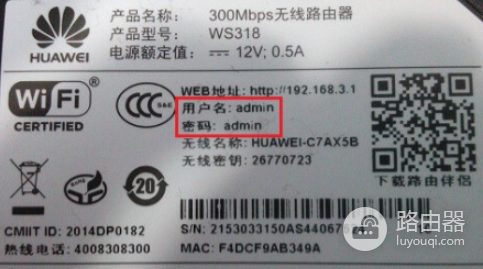 HUAWEI
产品名称: 300Mbps无线路由器
产品型号: WS318
电源额定值: 12V; 0.5A
WiFi
CERTIFIED
CCC
S&E
WEB地址: http://192.168.3.1
用户名: admin
密码: admin
无线名称: HUAWEI-C7AX5B
无线密钥: 26770723
下载路由伴侣
20
CMIIT ID: 2014DP0182
热线电话: 4008308300
S/N: 2153033150AS440676
MAC: F4DCF9AB349A
路由器
luyouqi.com